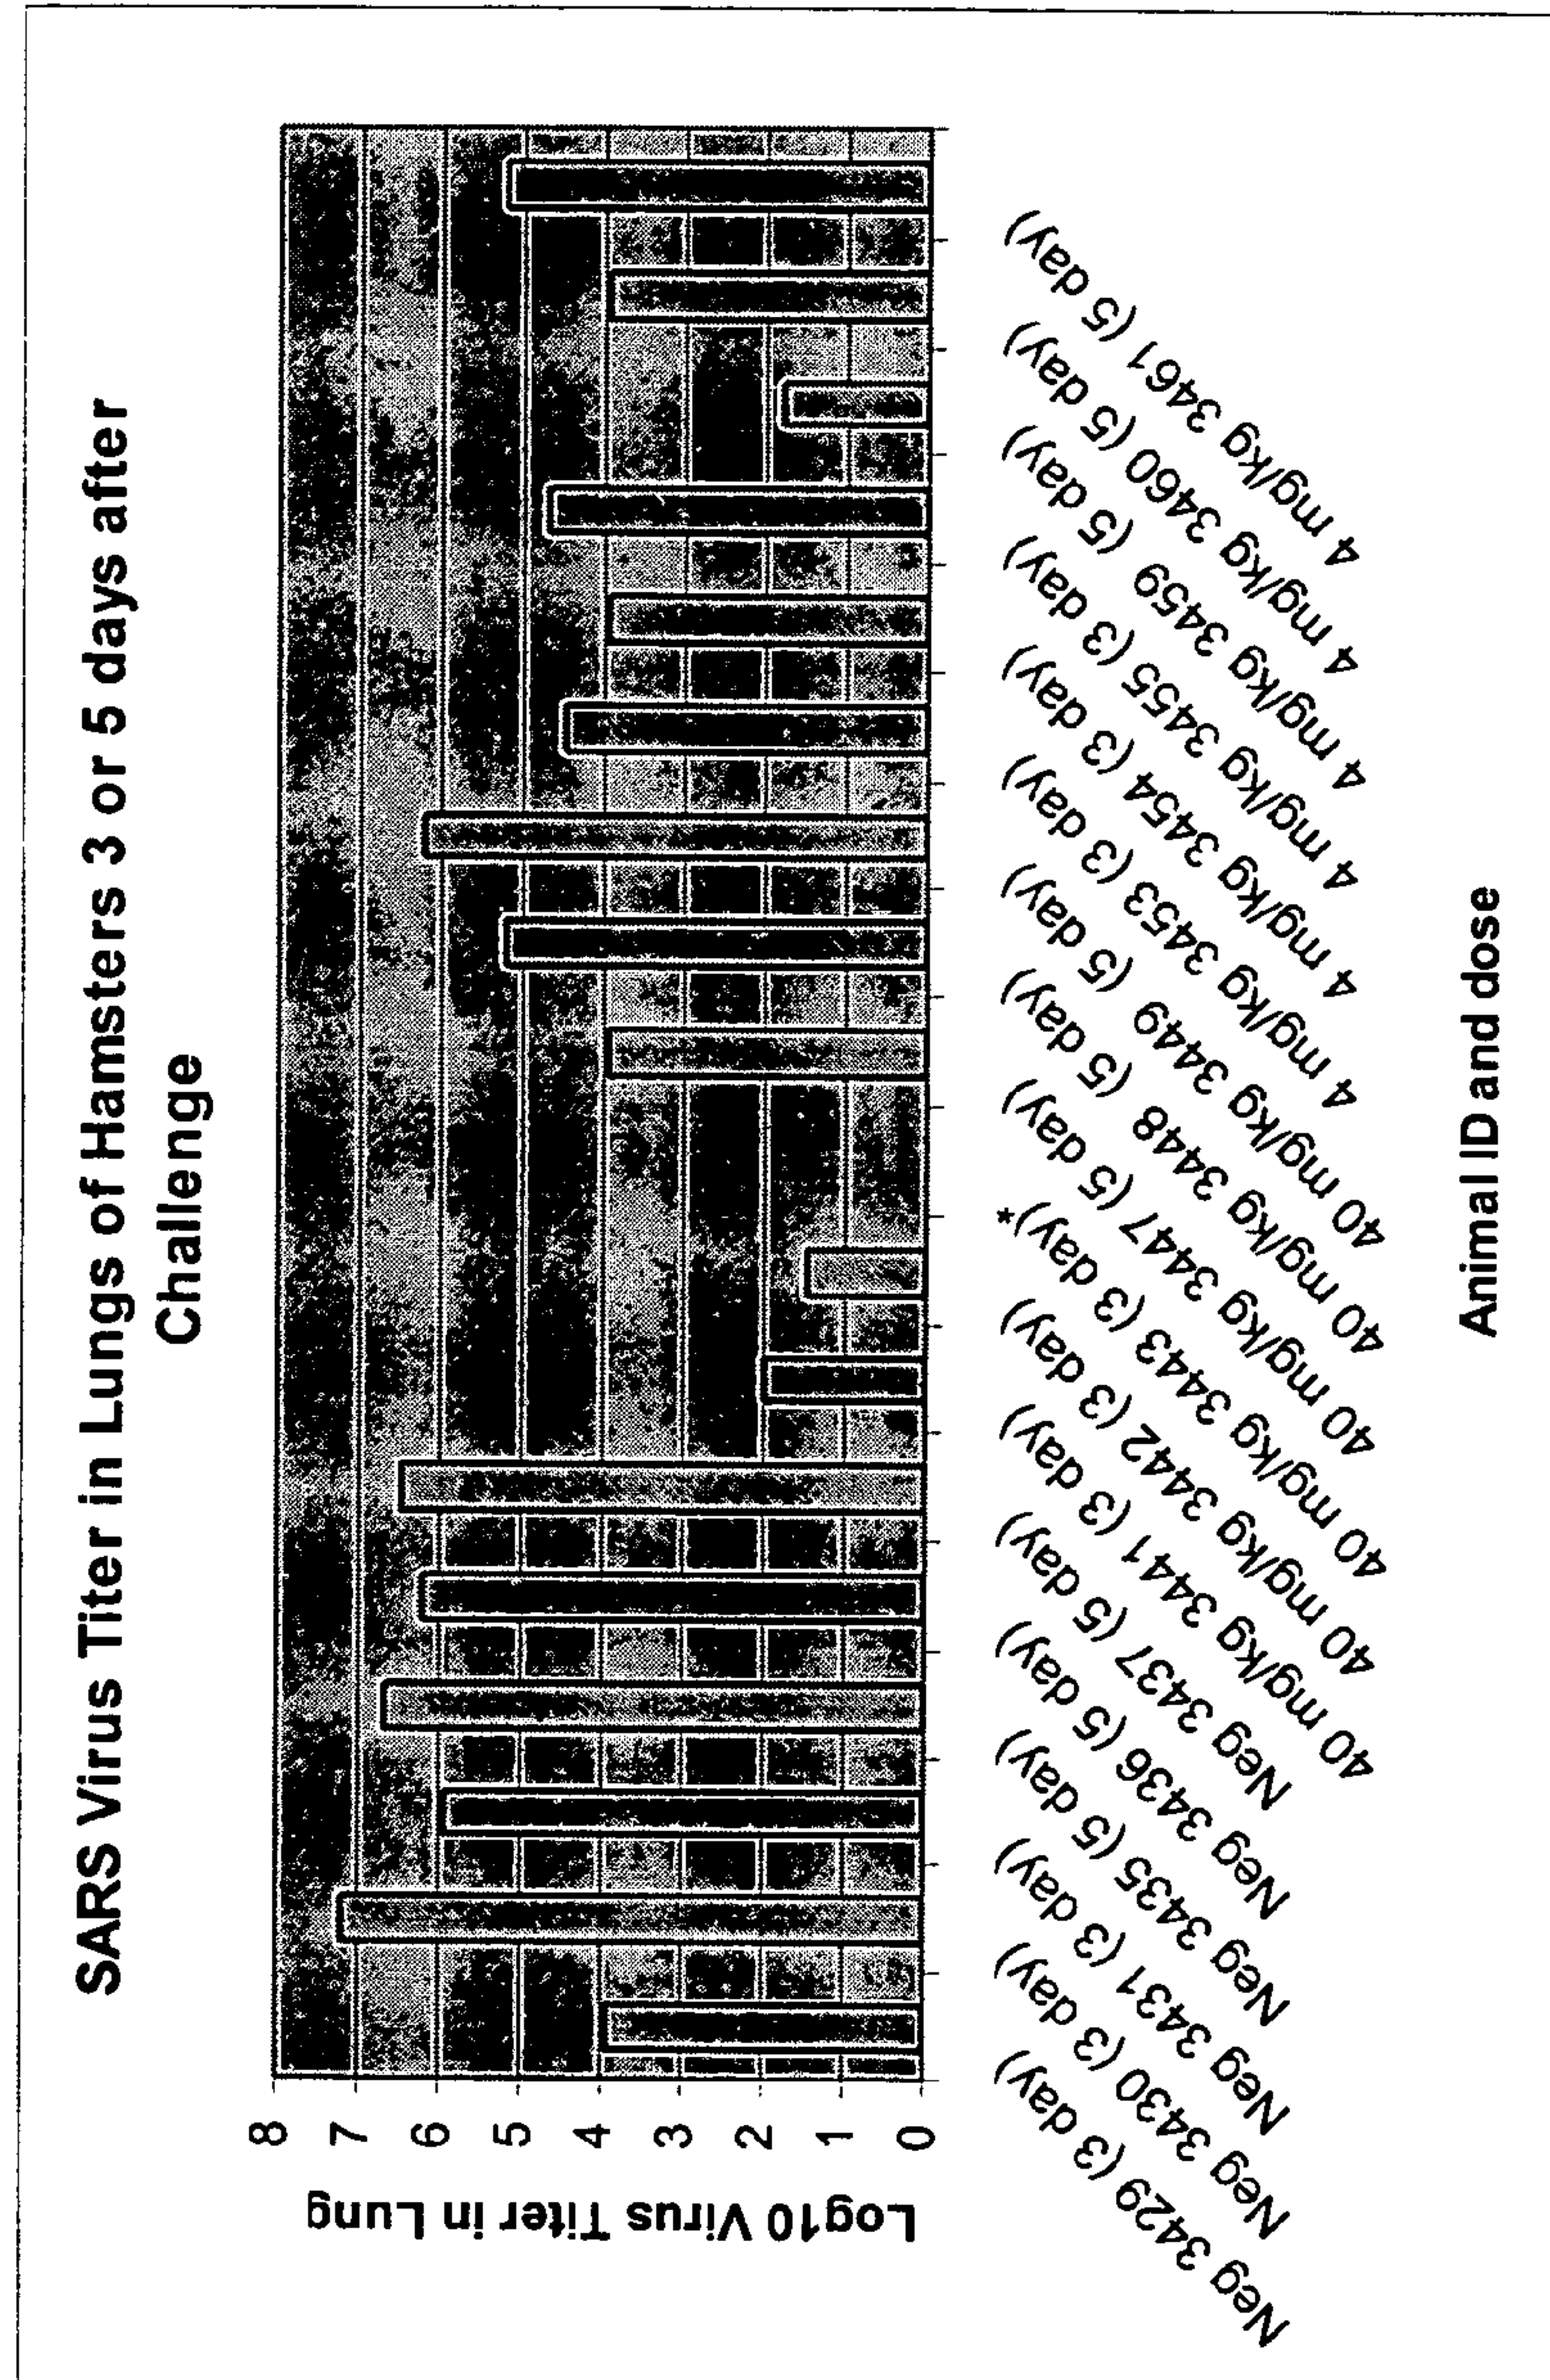 SARS Virus Titer in Lungs of Hamsters 3 or 5 days after
Challenge
Log10 Virus Titer in Lung
8
7
6
5
4
3
2
1
0
Neg 3429 (3 day)
Neg 3430 (3 day)
Neg 3431 (3 day)
Neg 3435 (5 day)
Neg 3436 (5 day)
Neg 3437 (5 day)
40 mg/kg 3441 (3 day)
40 mg/kg 3442 (3 day)
40 mg/kg 3443 (3 day)*
40 mg/kg 3447 (5 day)
40 mg/kg 3448 (5 day)
40 mg/kg 3449 (5 day)
4 mg/kg 3453 (3 day)
4 mg/kg 3454 (3 day)
4 mg/kg 3455 (3 day)
4 mg/kg 3459 (5 day)
4 mg/kg 3460 (5 day)
4 mg/kg 3461 (5 day)
Animal ID and dose